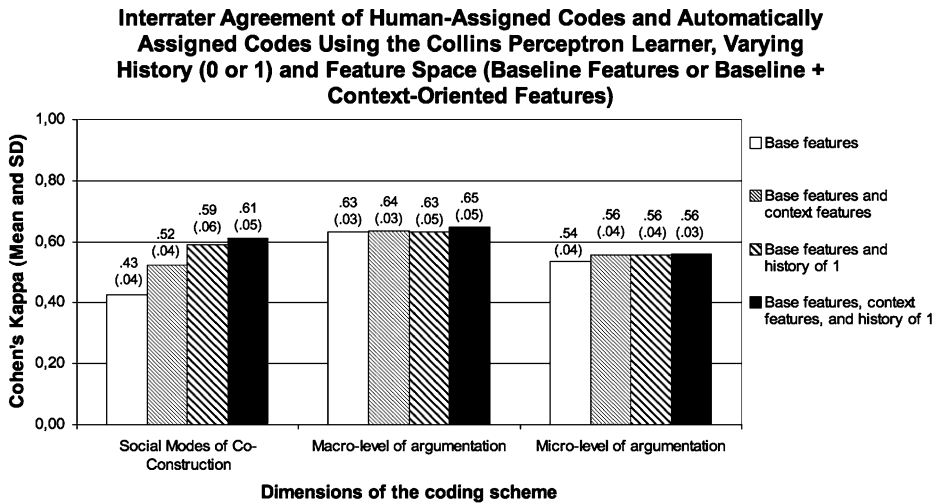 Interrater Agreement of Human-Assigned Codes and Automatically
Assigned Codes Using the Collins Perceptron Learner, Varying
History (0 or 1) and Feature Space (Baseline Features or Baseline +
Context-Oriented Features)
Cohen's Kappa (Mean and SD)
1,00
0,80
0,60
0,40
0,20
0,00
.43
(.04)
.52
(.04)
.59
(.06)
.61
(.05)
.63
(.03)
.64
(.03)
.63
(.05)
.65
(.05)
.54
(.04)
.56
(.04)
.56
(.04)
.56
(.03)
Social Modes of Co-
Construction
Macro-level of argumentation
Micro-level of argumentation
Dimensions of the coding scheme
Base features
Base features and
context features
Base features and
history of 1
Base features, context
features, and history of 1